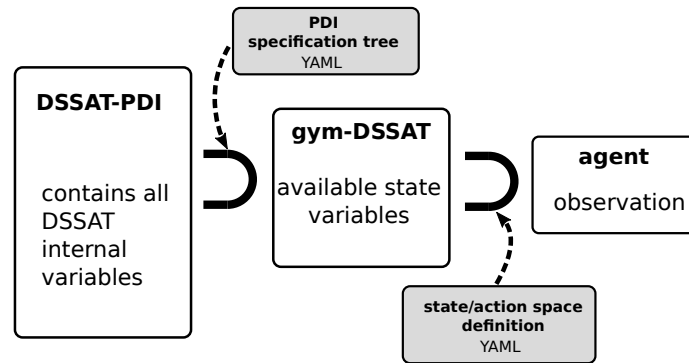 PDI
specification tree
YAML
DSSAT-PDI
contains all
DSSAT
internal
variables
gym-DSSAT
available state
variables
agent
observation
state/action space
definition
YAML